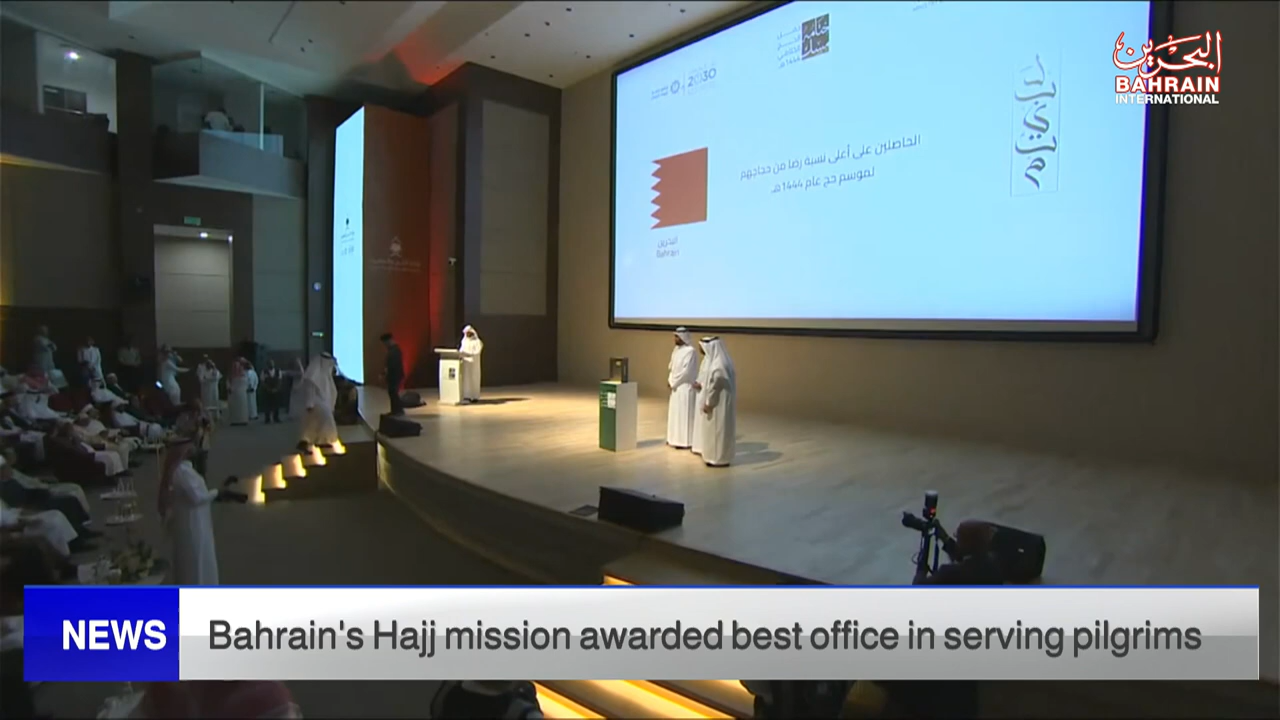 البحرين
BAHRAIN
INTERNATIONAL
2030
الحاصلين على أعلى نسبة رضا من حجاجهم
لموسم حج عام 1444هـ
البحرين
Bahrain
NEWS
Bahrain's Hajj mission awarded best office in serving pilgrims